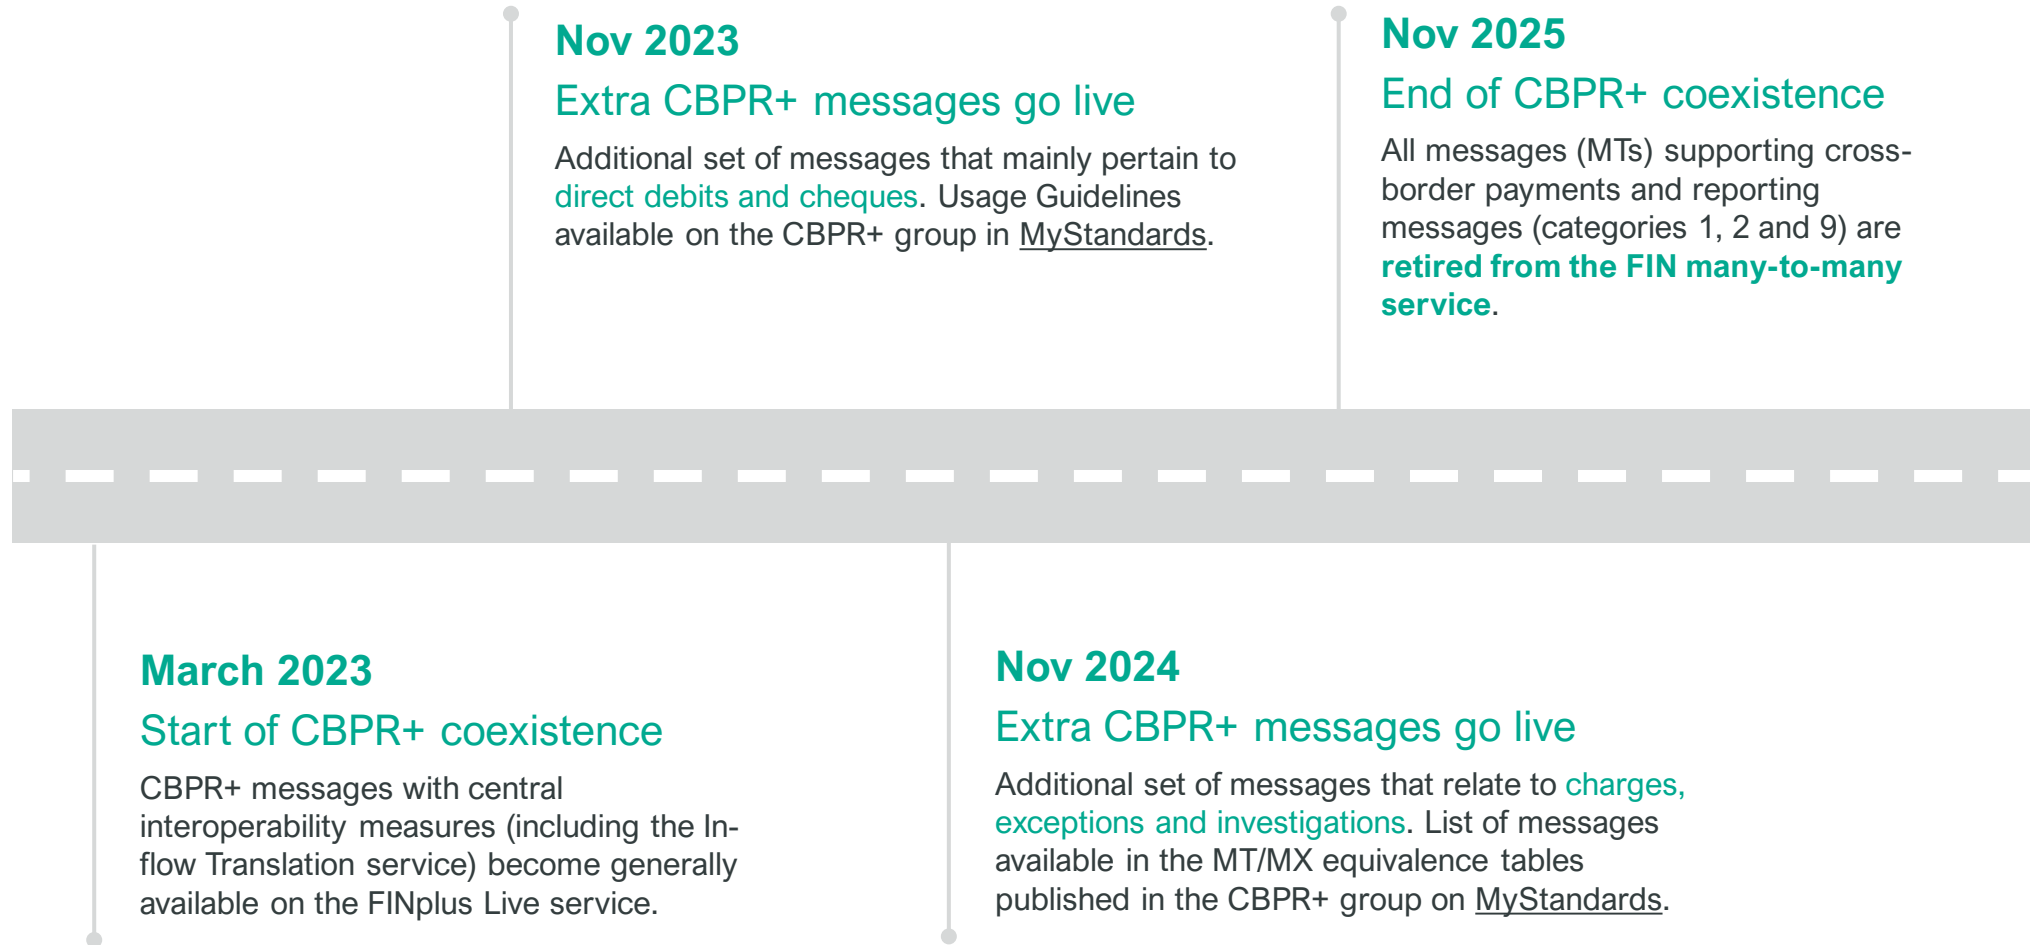 Nov 2023
Extra CBPR+ messages go live
Additional set of messages that mainly pertain to
direct debits and cheques. Usage Guidelines
available on the CBPR+ group in MyStandards.
Nov 2025
End of CBPR+ coexistence
All messages (MTs) supporting cross-
border payments and reporting
messages (categories 1, 2 and 9) are
retired from the FIN many-to-many
service.
March 2023
Start of CBPR+ coexistence
CBPR+ messages with central
interoperability measures (including the In-
flow Translation service) become generally
available on the FINplus Live service.
Nov 2024
Extra CBPR+ messages go live
Additional set of messages that relate to charges,
exceptions and investigations. List of messages
available in the MT/MX equivalence tables
published in the CBPR+ group on MyStandards.